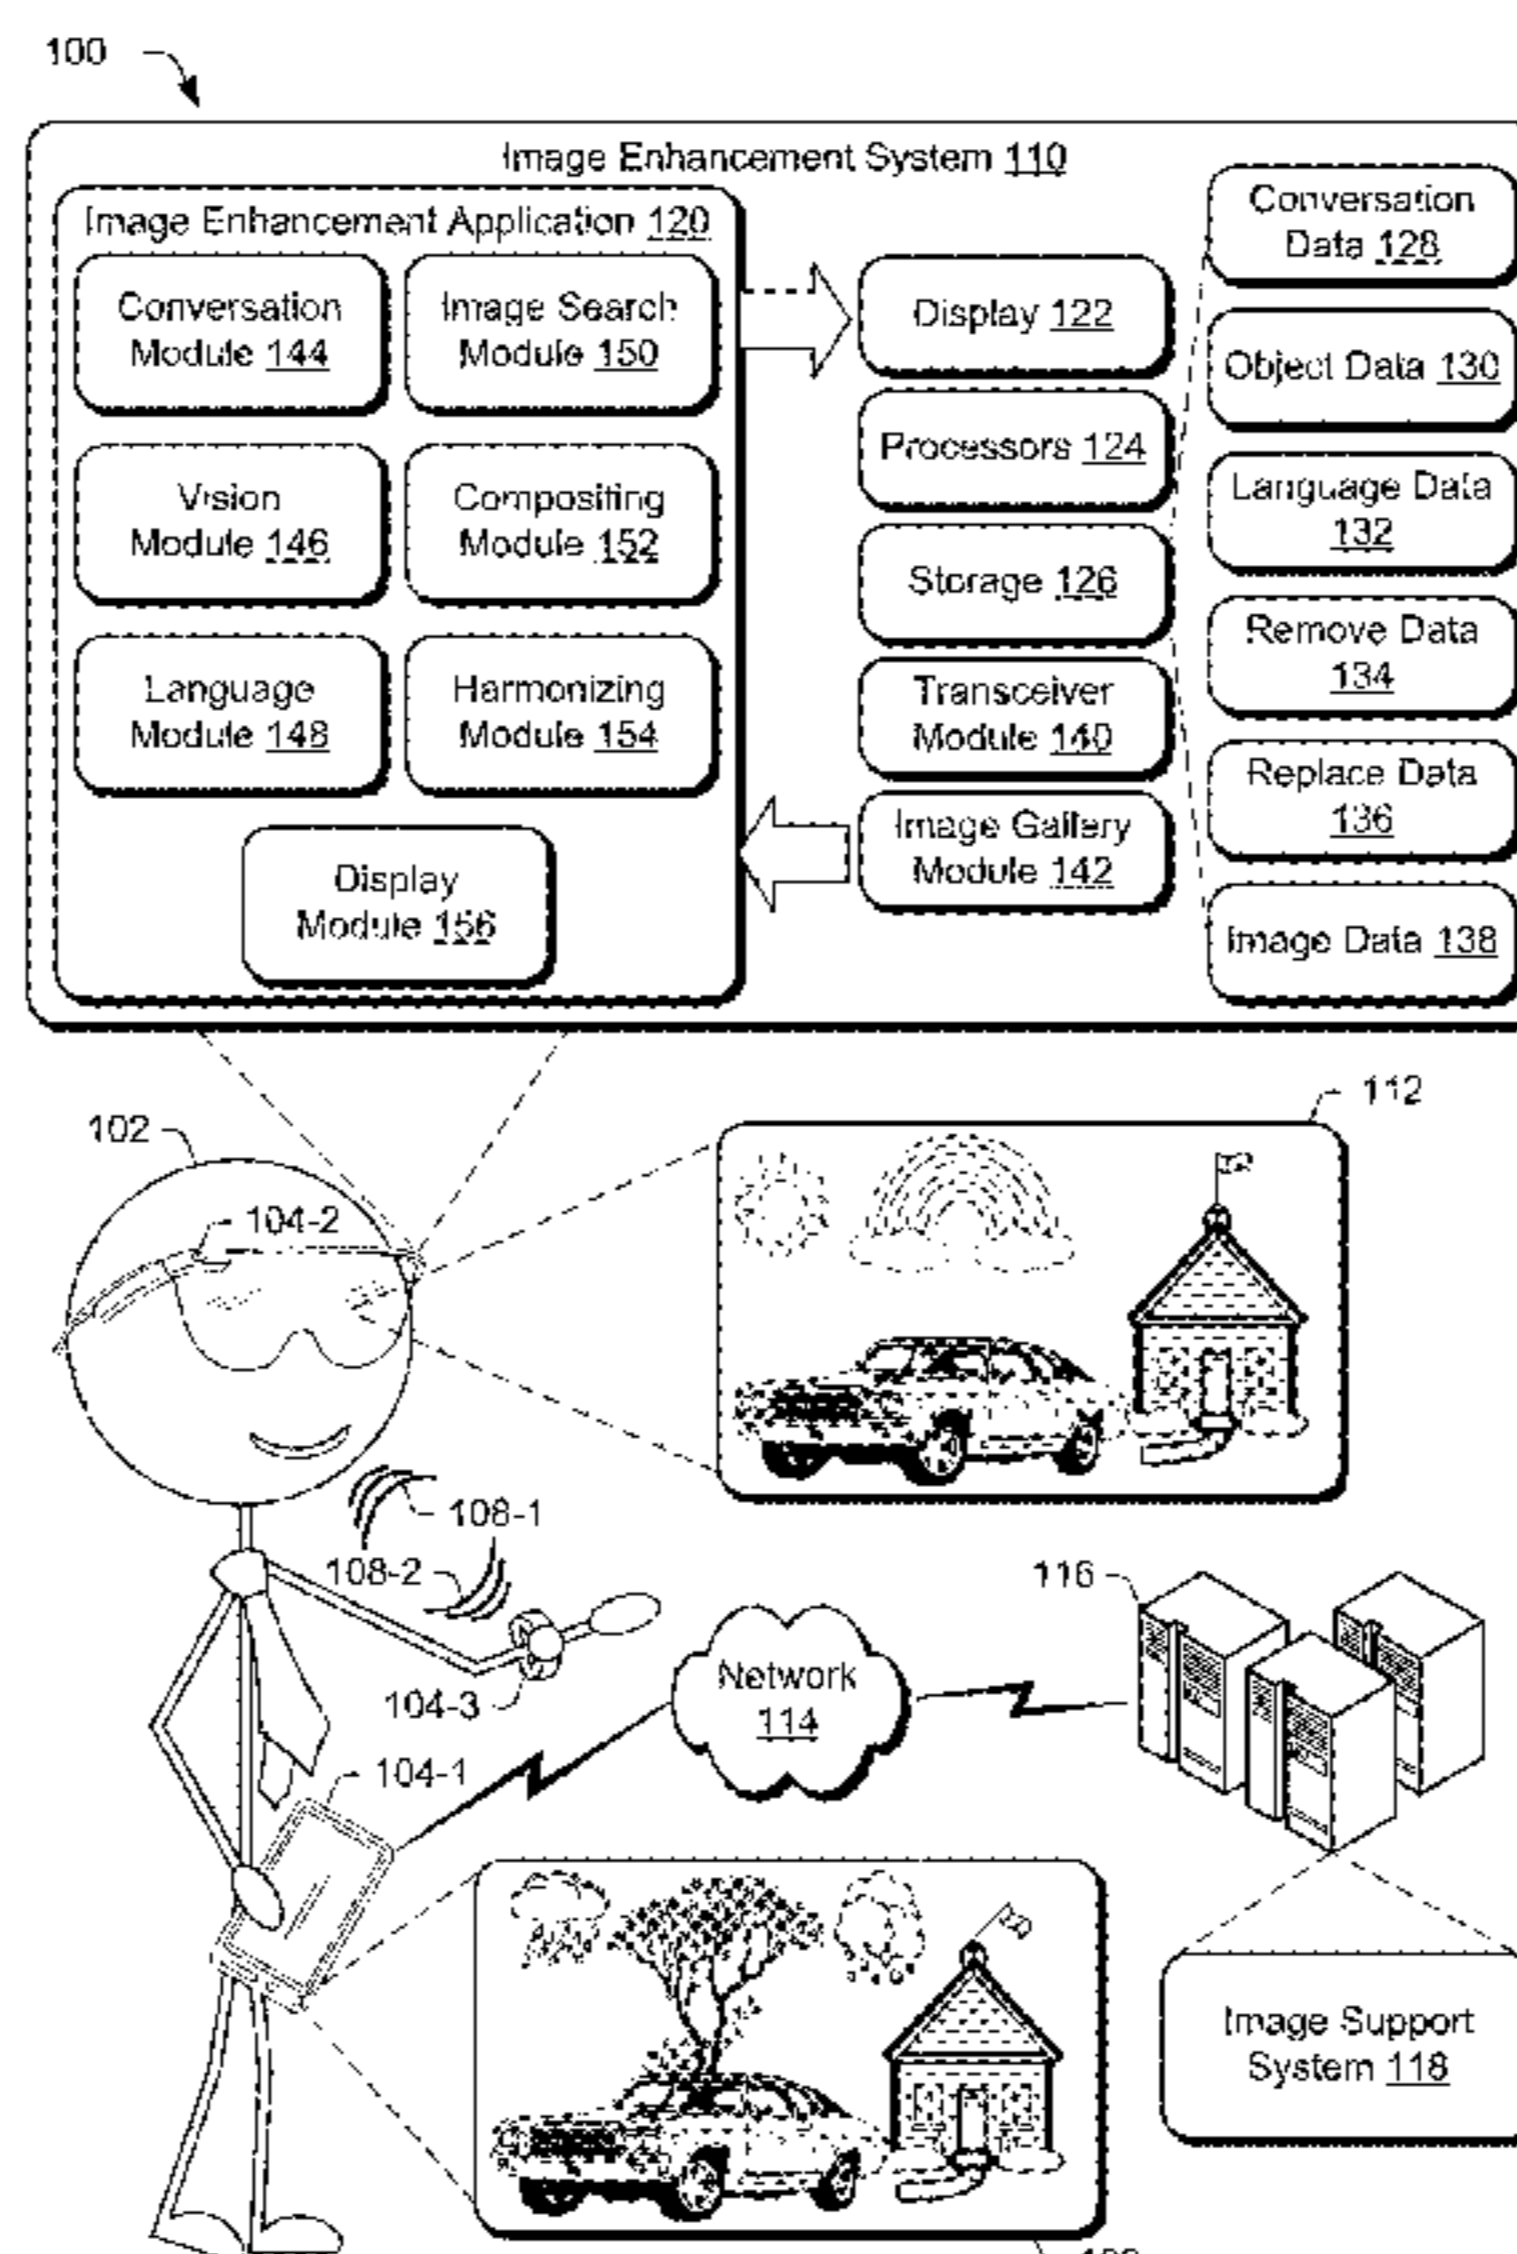 100
Image Enhancement System 110
Image Enhancement Application 120
Conversation
Module 144
Image Search
Module 150
Vision
Module 146
Compositing
Module 152
Language
Module 148
Harmonizing
Module 154
Display
Module 156
Display 122
Processors 124
Storage 126
Transceiver
Module 140
Image Gallery
Module 142
Conversation
Data 128
Object Data 130
Language Data
132
Remove Data
134
Replace Data
136
Image Data 138
112
102
104-2
108-1
108-2
116
104-3
Network
114
104-1
Image Support
System 118